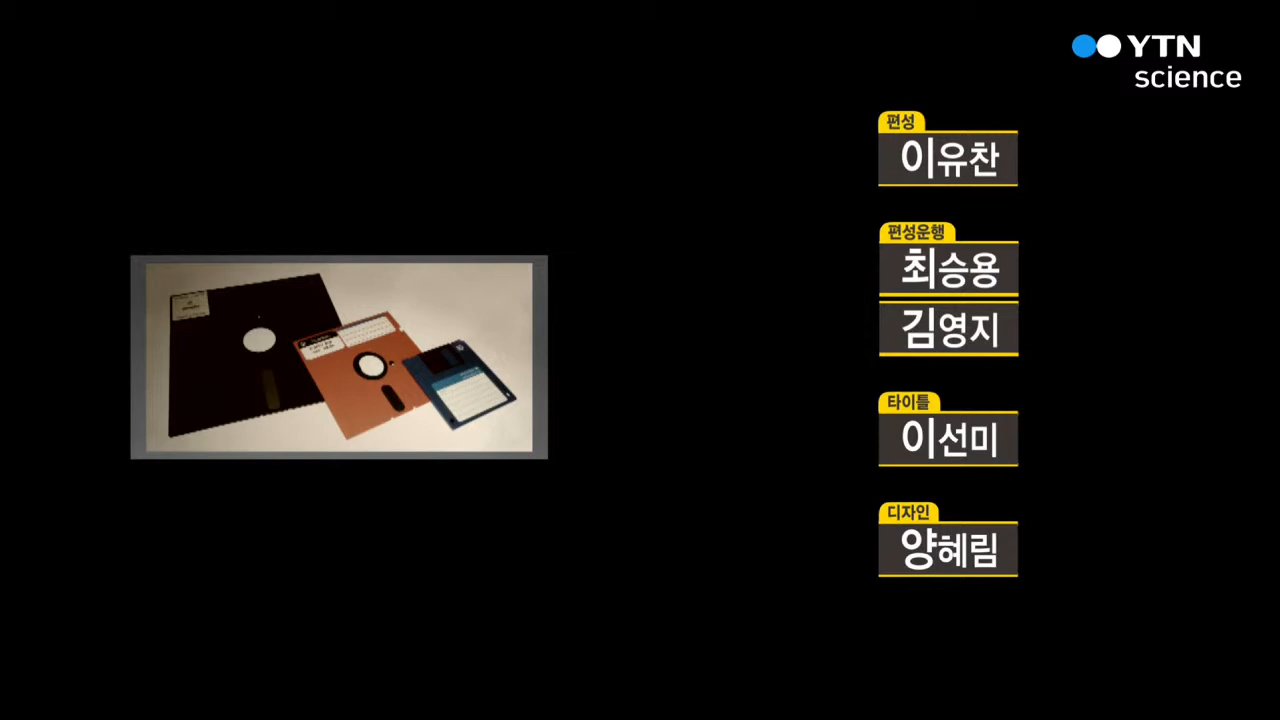 YTN
science
편성
이유찬
편성운행
최승용
김영지
타이틀
이선미
디자인
양혜림